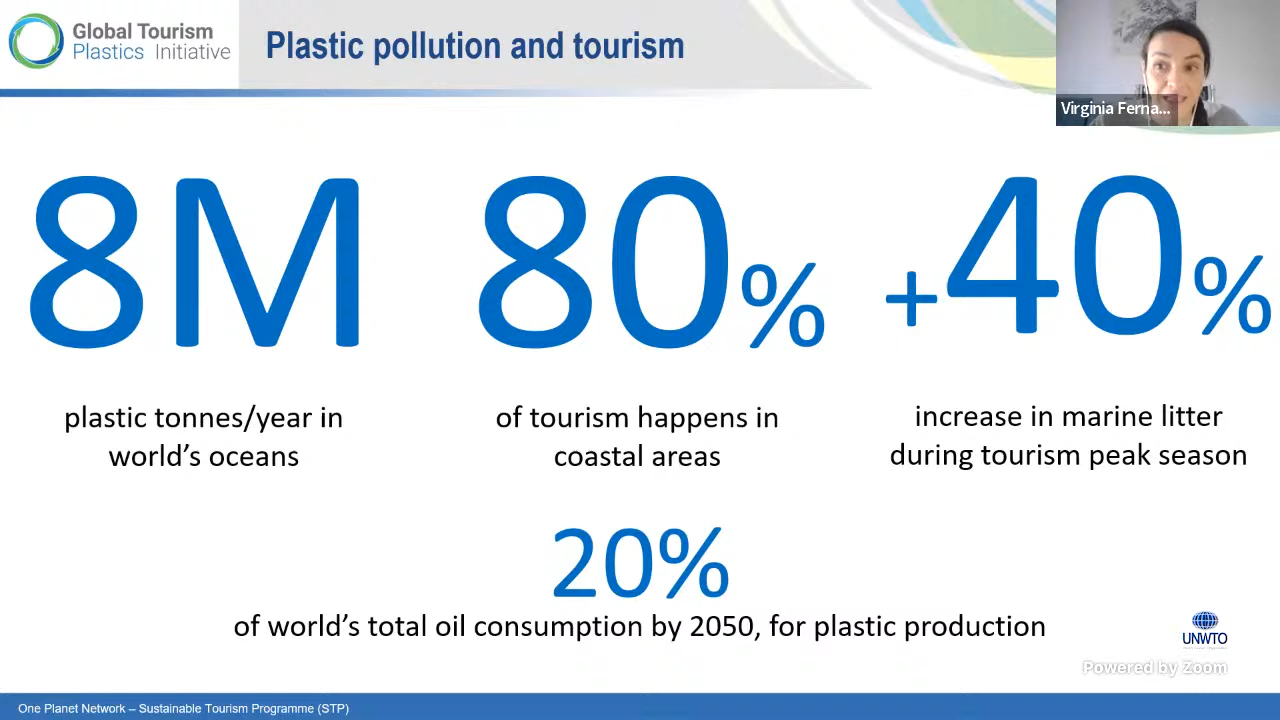 Global Tourism
Plastics Initiative
Plastic pollution and tourism
Virginia Ferna...
8M
plastic tonnes/year in
world's oceans
80%
of tourism happens in
coastal areas
+40%
increase in marine litter
during tourism peak season
20%
of world's total oil consumption by 2050, for plastic production
UNWTO
Powered by Zoom
One Planet Network – Sustainable Tourism Programme (STP)